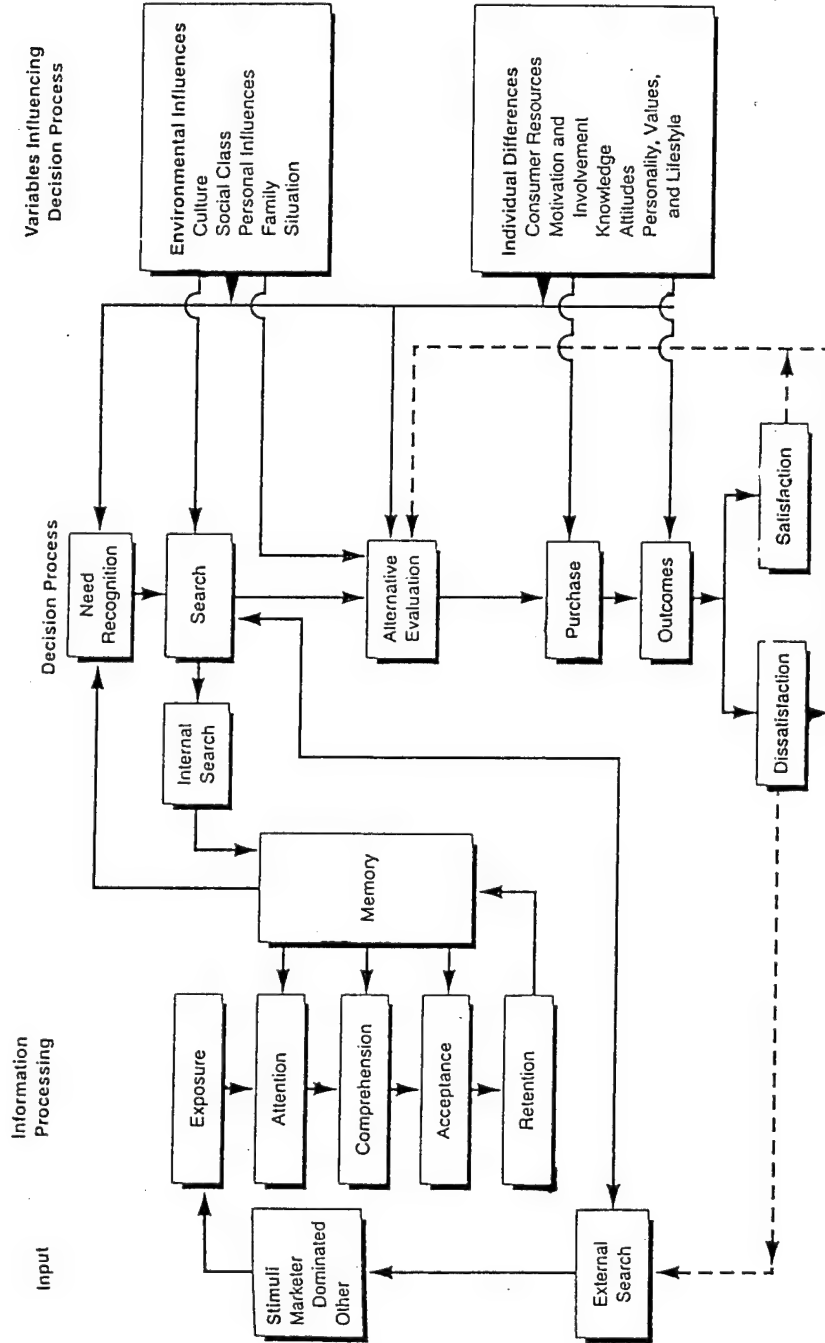 Input
Information
Processing
Decision Process
Variables Influencing
Decision Process
Stimuli
Marketer
Dominated
Other
External
Search
Exposure
Attention
Comprehension
Acceptance
Retention
Memory
Internal
Search
Need
Recognition
Search
Alternative
Evaluation
Purchase
Outcomes
Dissatisfaction
Satisfaction
Environmental Influences
Culture
Social Class
Personal Influences
Family
Situation
Individual Differences
Consumer Resources
Motivation and
Involvement
Knowledge
Attitudes
Personality, Values,
and Lifestyle